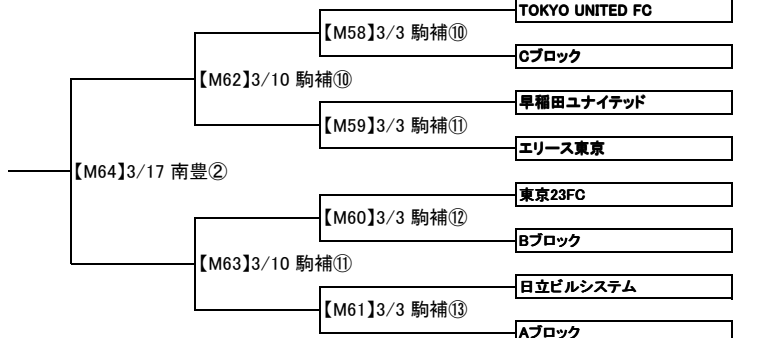 TOKYO UNITED FC
【M58】3/3 駒補⑩
Cブロック
【M62】3/10 駒補⑩
早稲田ユナイテッド
【M59】3/3 駒補⑪
エリース東京
【M64】3/17 南豊②
東京23FC
【M60】3/3 駒補⑫
Bブロック
【M63】3/10 駒補⑪
日立ビルシステム
【M61】3/3 駒補⑬
Aブロック